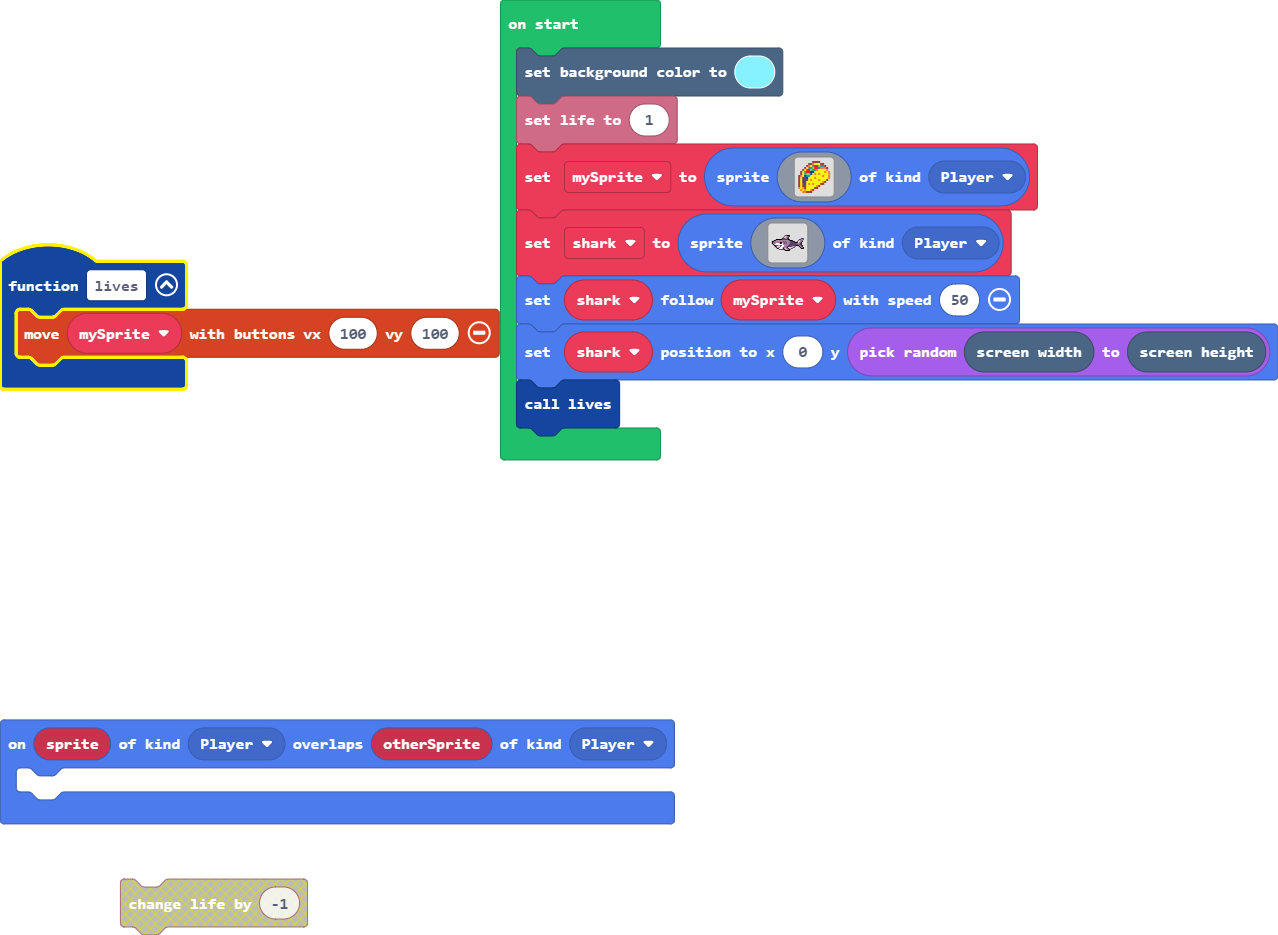 on start
set background color to
set life to 1
set mySprite to sprite of kind Player
set shark to sprite of kind Player
function lives
set shark follow mySprite with speed 50
move mySprite with buttons vx 100 vy 100
set shark position to x 0 y pick random screen width to screen height
call lives
on sprite of kind Player overlaps otherSprite of kind Player
change life by -1